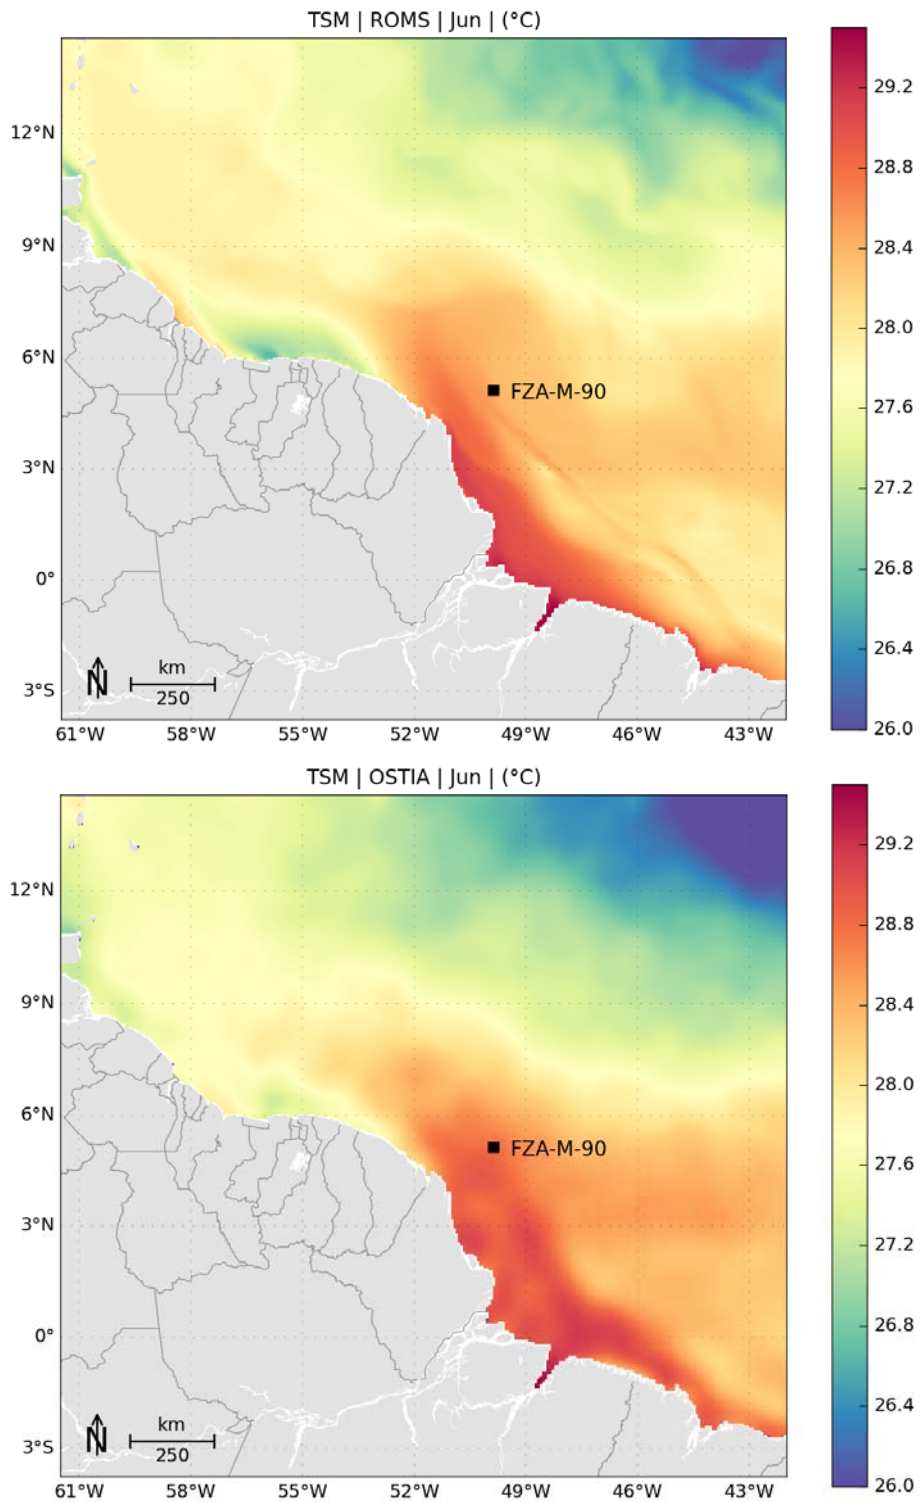 TSM | ROMS | Jun | (°C)
12°N
9°N
6°N
3°N
0°
3°S
61°W 58°W 55°W 52°W 49°W 46°W 43°W
FZA-M-90
N
km
250
29.2
28.8
28.4
28.0
27.6
27.2
26.8
26.4
26.0
TSM | OSTIA | Jun | (°C)
12°N
9°N
6°N
3°N
0°
3°S
61°W 58°W 55°W 52°W 49°W 46°W 43°W
FZA-M-90
N
km
250
29.2
28.8
28.4
28.0
27.6
27.2
26.8
26.4
26.0